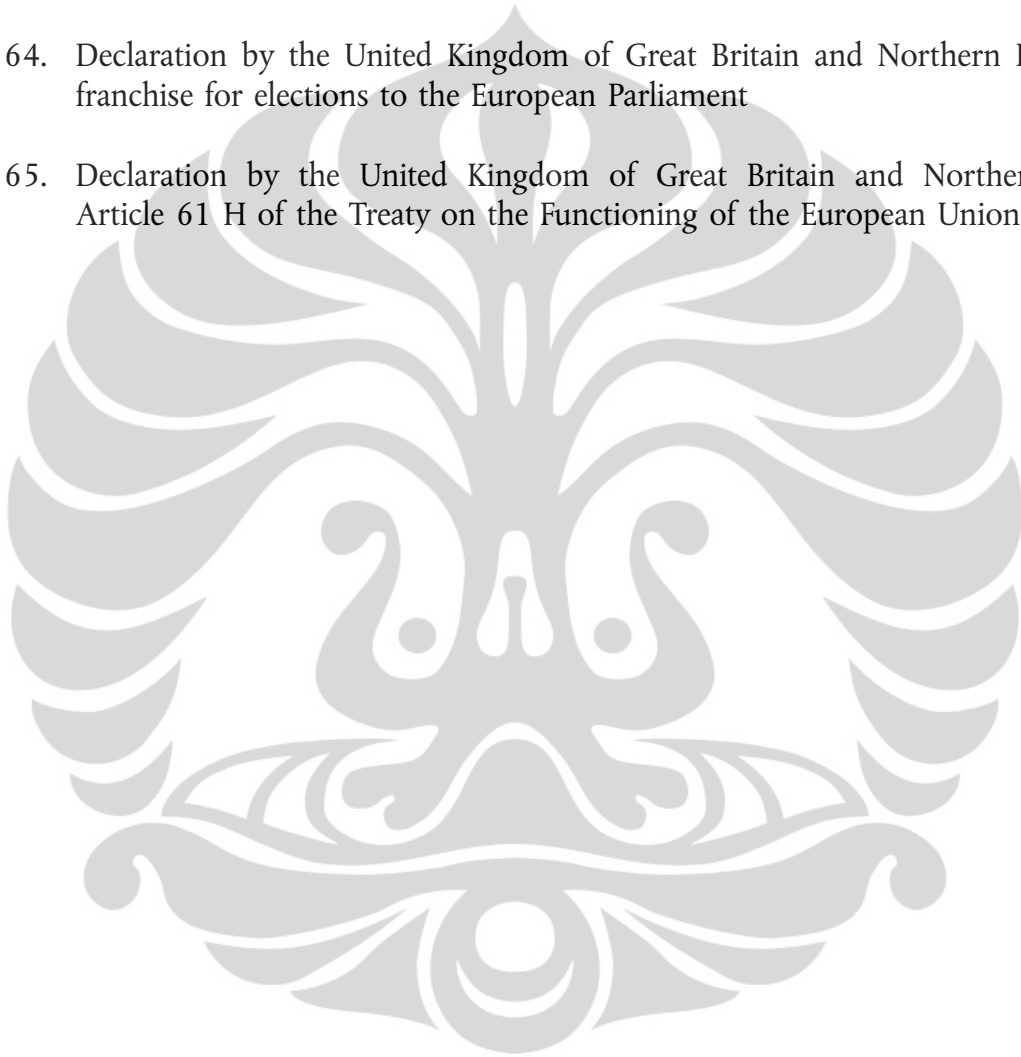 64. Declaration by the United Kingdom of Great Britain and Northern
franchise for elections to the European Parliament
65. Declaration by the United Kingdom of Great Britain and
Article 61 H of the Treaty on the Functioning of the European Union